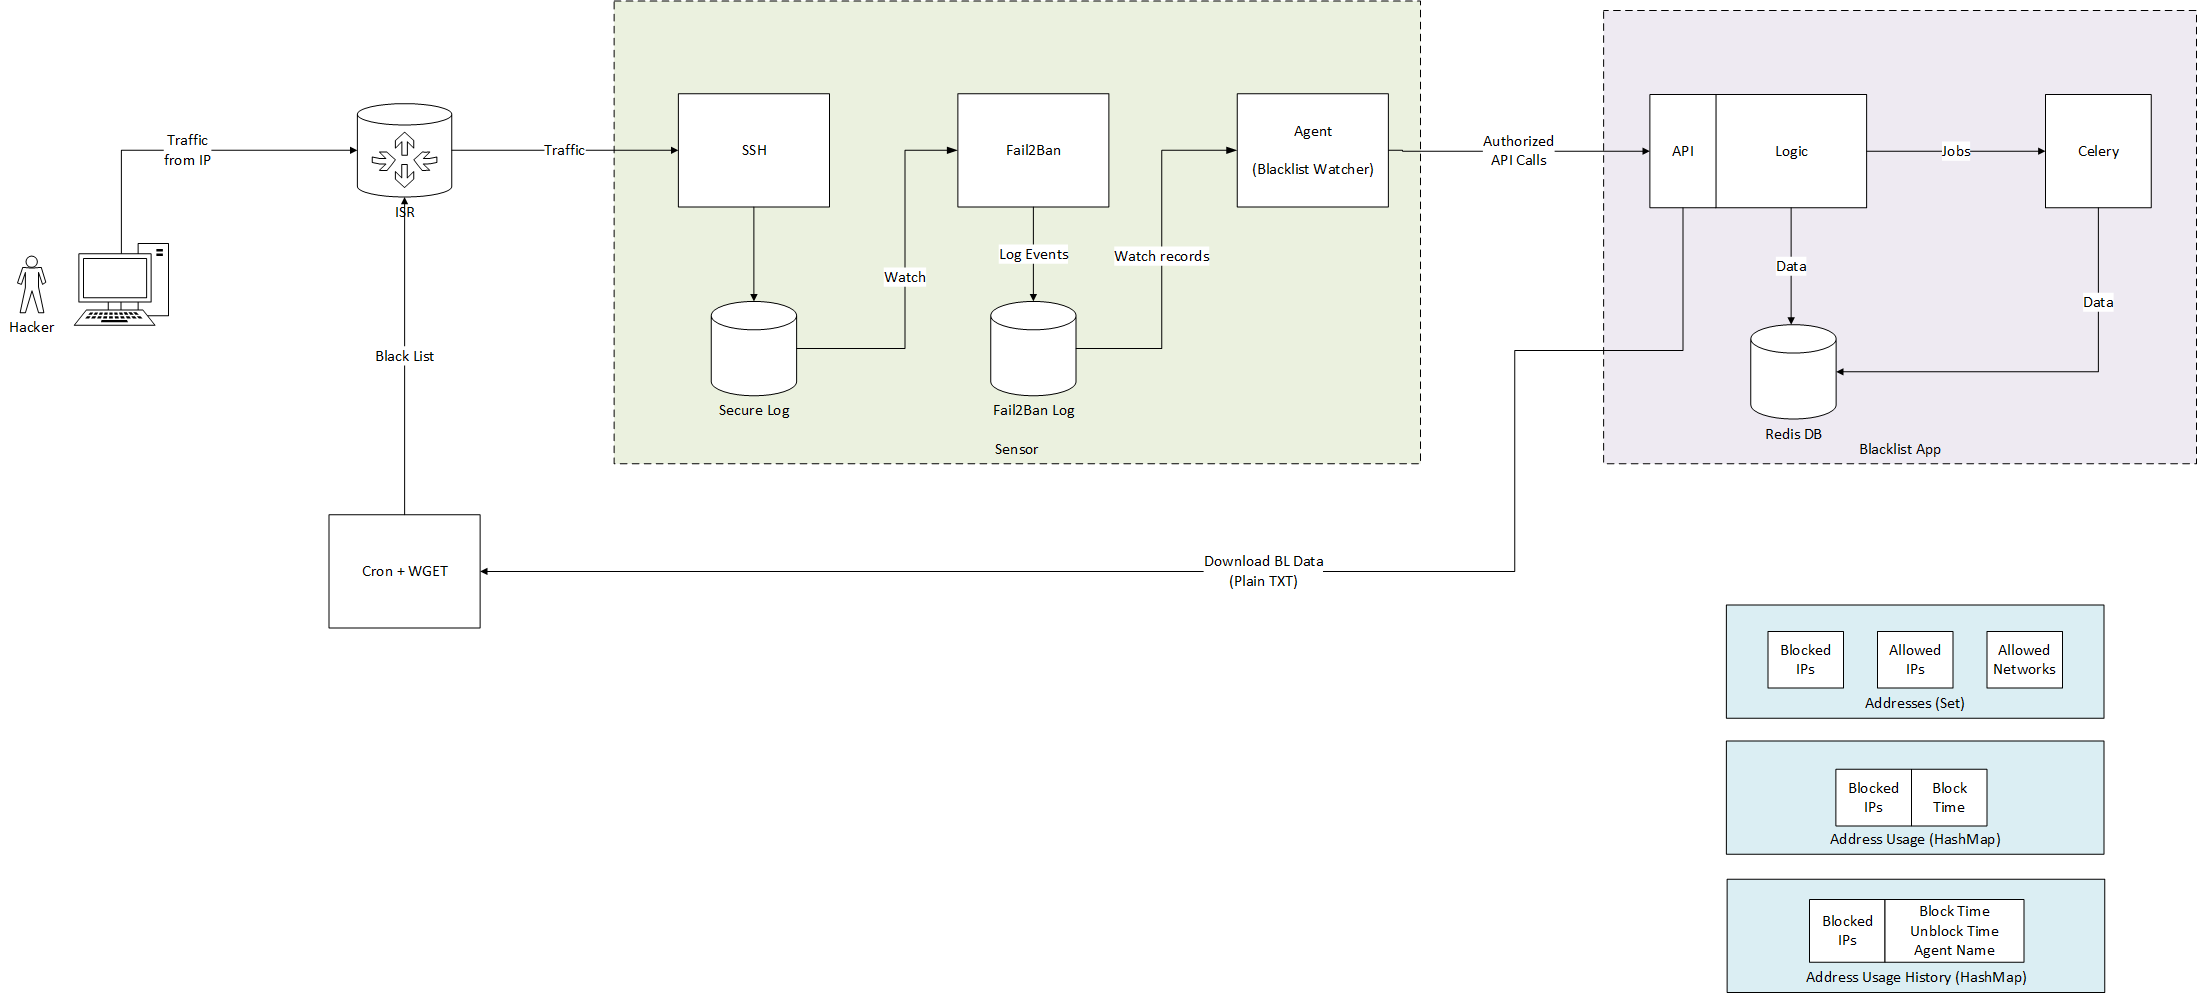 Traffic
from IP
ISR
Hacker
Black List
Cron + WGET
Traffic
SSH
Secure Log
Watch
Fail2Ban
Log Events
Fail2Ban Log
Watch records
Agent
(Blacklist Watcher)
Sensor
Authorized
API Calls
API
Logic
Jobs
Celery
Data
Data
Redis DB
Blacklist App
Download BL Data
(Plain TXT)
Blocked
IPs
Allowed
IPs
Allowed
Networks
Addresses (Set)
Blocked
IPs
Block
Time
Address Usage (HashMap)
Blocked
IPs
Block Time
Unblock Time
Agent Name
Address Usage History (HashMap)